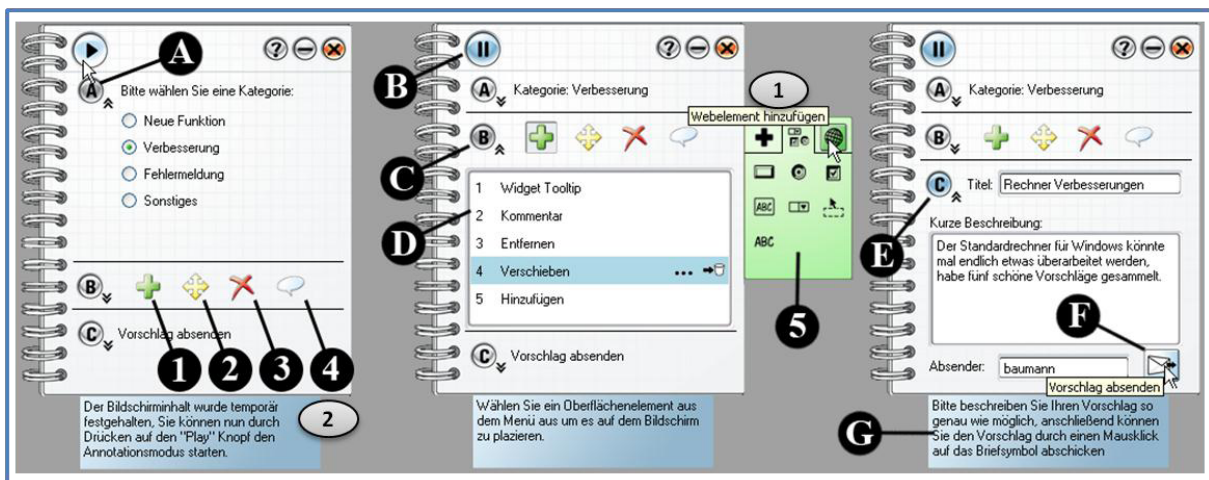 A
?
A
Bitte wählen Sie eine Kategorie:
Neue Funktion
Verbesserung
Fehlermeldung
Sonstiges
B
C
Vorschlag absenden
1
2
3
4
Der Bildschirminhalt wurde temporär
festgehalten, Sie können nun durch
Drücken auf den "Play" Knopf den
Annotationsmodus starten.
2
B
?
A
Kategorie: Verbesserung
1
Webelement hinzufügen
B
C
D
1 Widget Tooltip
2 Kommentar
3 Entfernen
4 Verschieben ...
5 Hinzufügen
ABC
ABC
5
C
Vorschlag absenden
Wählen Sie ein Oberflächenelement aus
dem Menü aus um es auf dem Bildschirm
zu plazieren.
?
A
Kategorie: Verbesserung
B
C
Titel: Rechner Verbesserungen
E
Kurze Beschreibung:
Der Standardrechner für Windows könnte
mal endlich etwas überarbeitet werden,
habe fünf schöne Vorschläge gesammelt.
F
Absender: baumann
Vorschlag absenden
G
Bitte beschreiben Sie Ihren Vorschlag so
genau wie möglich, anschließend können
Sie den Vorschlag durch einen Mausklick
auf das Briefsymbol abschicken